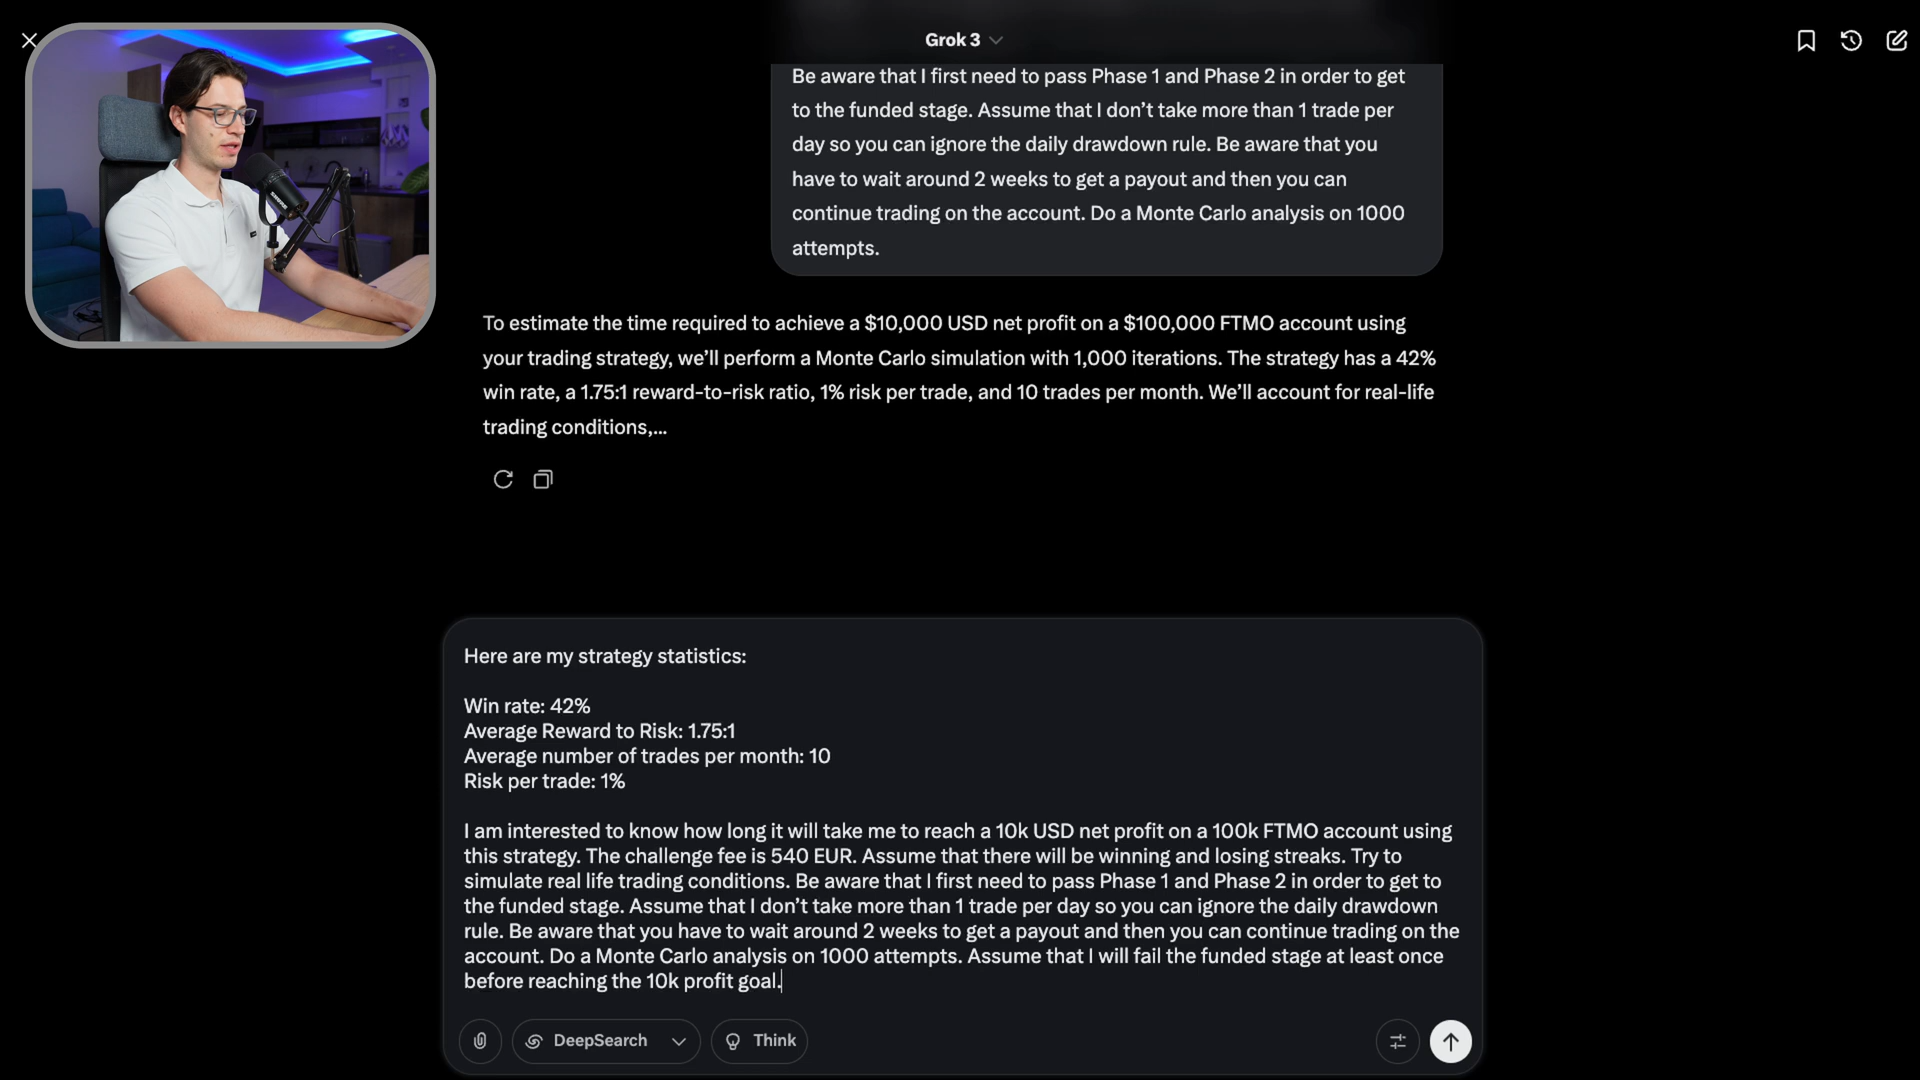 Grok 3
Be aware that I first need to pass Phase 1 and Phase 2 in order to get
to the funded stage. Assume that I don’t take more than 1 trade per
day so you can ignore the daily drawdown rule. Be aware that you
have to wait around 2 weeks to get a payout and then you can
continue trading on the account. Do a Monte Carlo analysis on 1000
attempts.
To estimate the time required to achieve a $10,000 USD net profit on a $100,000 FTMO account using
your trading strategy, we’ll perform a Monte Carlo simulation with 1,000 iterations. The strategy has a 42%
win rate, a 1.75:1 reward-to-risk ratio, 1% risk per trade, and 10 trades per month. We’ll account for real-life
trading conditions,...
Here are my strategy statistics:
Win rate: 42%
Average Reward to Risk: 1.75:1
Average number of trades per month: 10
Risk per trade: 1%
I am interested to know how long it will take me to reach a 10k USD net profit on a 100k FTMO account using
this strategy. The challenge fee is 540 EUR. Assume that there will be winning and losing streaks. Try to
simulate real life trading conditions. Be aware that I first need to pass Phase 1 and Phase 2 in order to get to
the funded stage. Assume that I don’t take more than 1 trade per day so you can ignore the daily drawdown
rule. Be aware that you have to wait around 2 weeks to get a payout and then you can continue trading on the
account. Do a Monte Carlo analysis on 1000 attempts. Assume that I will fail the funded stage at least once
before reaching the 10k profit goal.
DeepSearch
Think